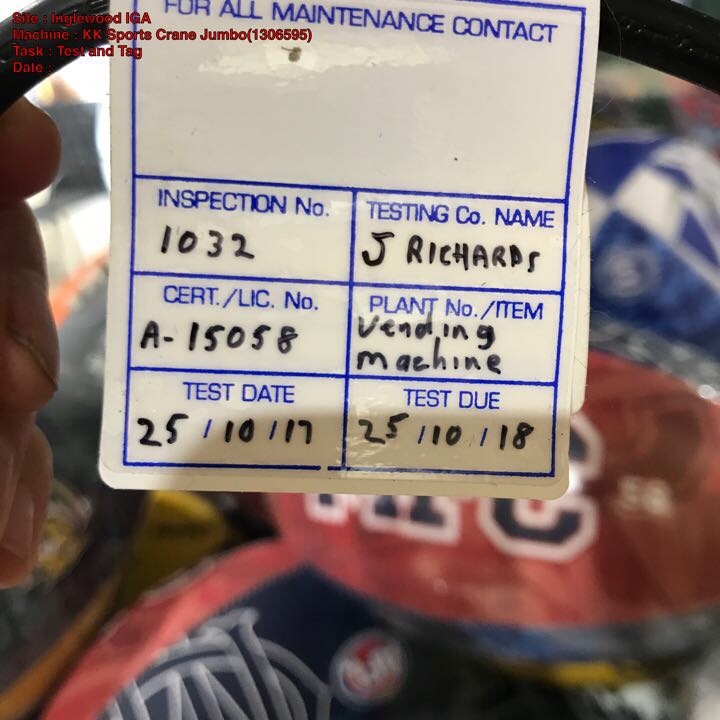 Site : Inglewood IGA
Machine : KK Sports Crane Jumbo(1306595)
Task : Test and Tag
Date :
FOR ALL MAINTENANCE CONTACT
INSPECTION No.
1032
TESTING Co. NAME
J RICHARDS
CERT./LIC. No.
A-15058
PLANT No./ITEM
Vending
machine
TEST DATE
25/10/17
TEST DUE
25/10/18